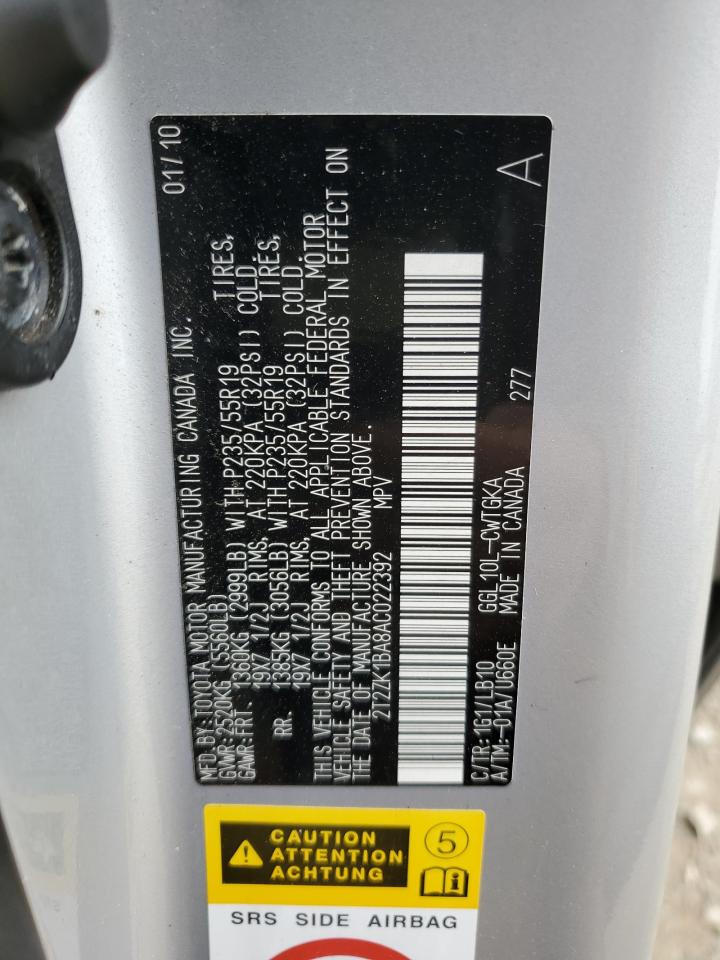 MFD.BY:TOYOTA MOTOR MANUFACTURING CANADA INC. 01/10
GVWR:2520KG (5560LB)
GAWR:FRT. 1360KG (2999LB) WITH P235/55R19 TIRES,
19X7 1/2J RIMS, AT 220KPA (32PSI) COLD.
RR. 1385KG (3056LB) WITH P235/55R19 TIRES,
19X7 1/2J RIMS, AT 220KPA (32PSI) COLD.
THIS VEHICLE CONFORMS TO ALL APPLICABLE FEDERAL MOTOR
VEHICLE SAFETY AND THEFT PREVENTION STANDARDS IN EFFECT ON
THE DATE OF MANUFACTURE SHOWN ABOVE.
2T2ZK1BA8AC022392 MPV
A
C/TR:1G1/LB10 GGL10L-CWTGKA 277
A/TM:-01A/U660E MADE IN CANADA
CAUTION
ATTENTION
ACHTUNG
5
SRS SIDE AIRBAG